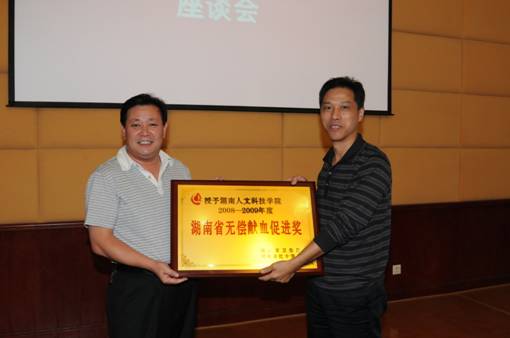 座谈会
授予湖南人文科技学院
2008—2009年度
湖南省无偿献血促进奖